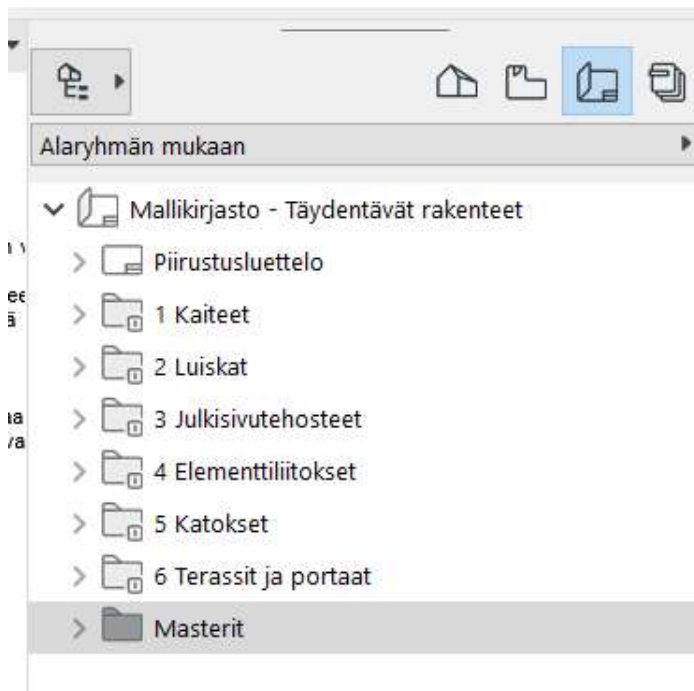 Alaryhmän mukaan
Mallikirjasto - Täydentävät rakenteet
Piirustusluettelo
1 Kaiteet
2 Luiskat
3 Julkisivutehosteet
4 Elementtiliitokset
5 Katokset
6 Terassit ja portaat
Masterit